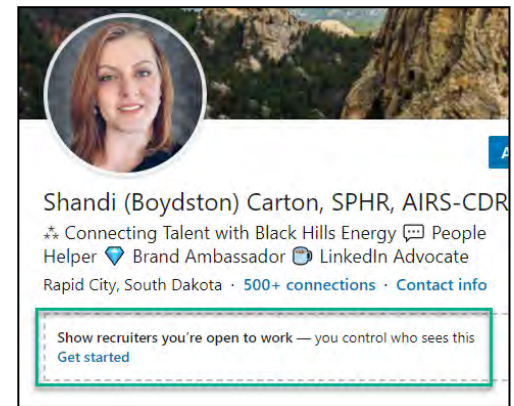 A
Shandi (Boydston) Carton, SPHR, AIRS-CDR
⁂ Connecting Talent with Black Hills Energy 💬 People
Helper 💎 Brand Ambassador ☕ LinkedIn Advocate
Rapid City, South Dakota · 500+ connections · Contact info
Show recruiters you're open to work — you control who sees this
Get started